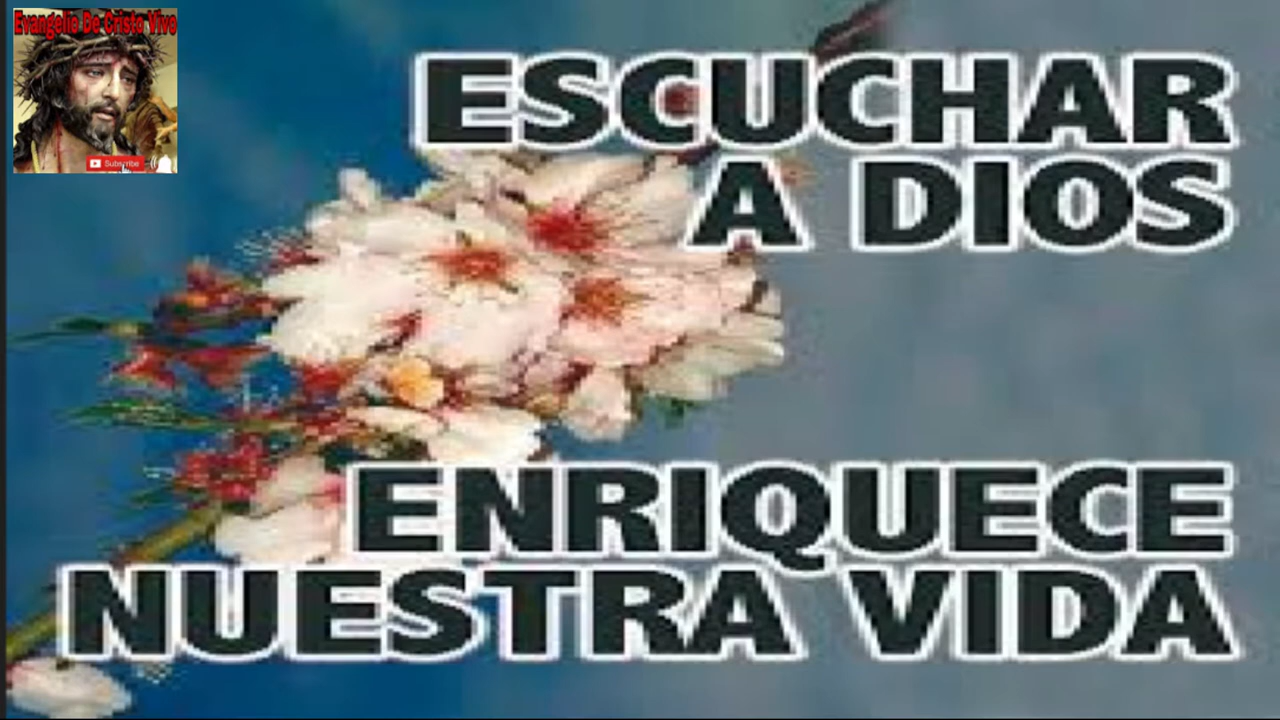 Evangelio De Cristo Vivo
Subscribe
ESCUCHAR
A DIOS
ENRIQUECE
NUESTRA VIDA